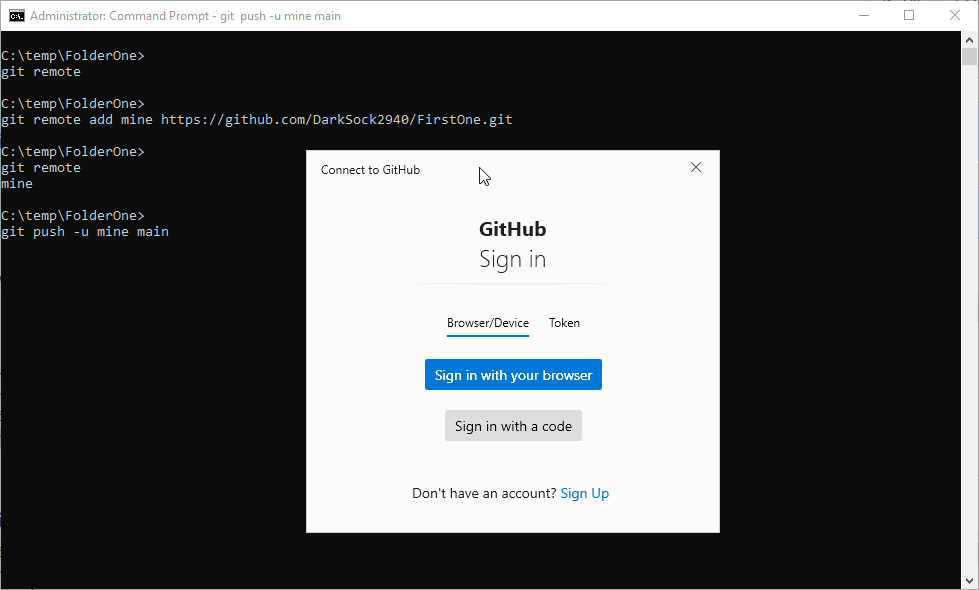 Administrator: Command Prompt - git  push -u mine main
C:\temp\FolderOne>
git remote
C:\temp\FolderOne>
git remote add mine https://github.com/DarkSock2940/FirstOne.git
C:\temp\FolderOne>
git remote
mine
C:\temp\FolderOne>
git push -u mine main
Connect to GitHub
GitHub
Sign in
Browser/Device Token
Sign in with your browser
Sign in with a code
Don't have an account? Sign Up